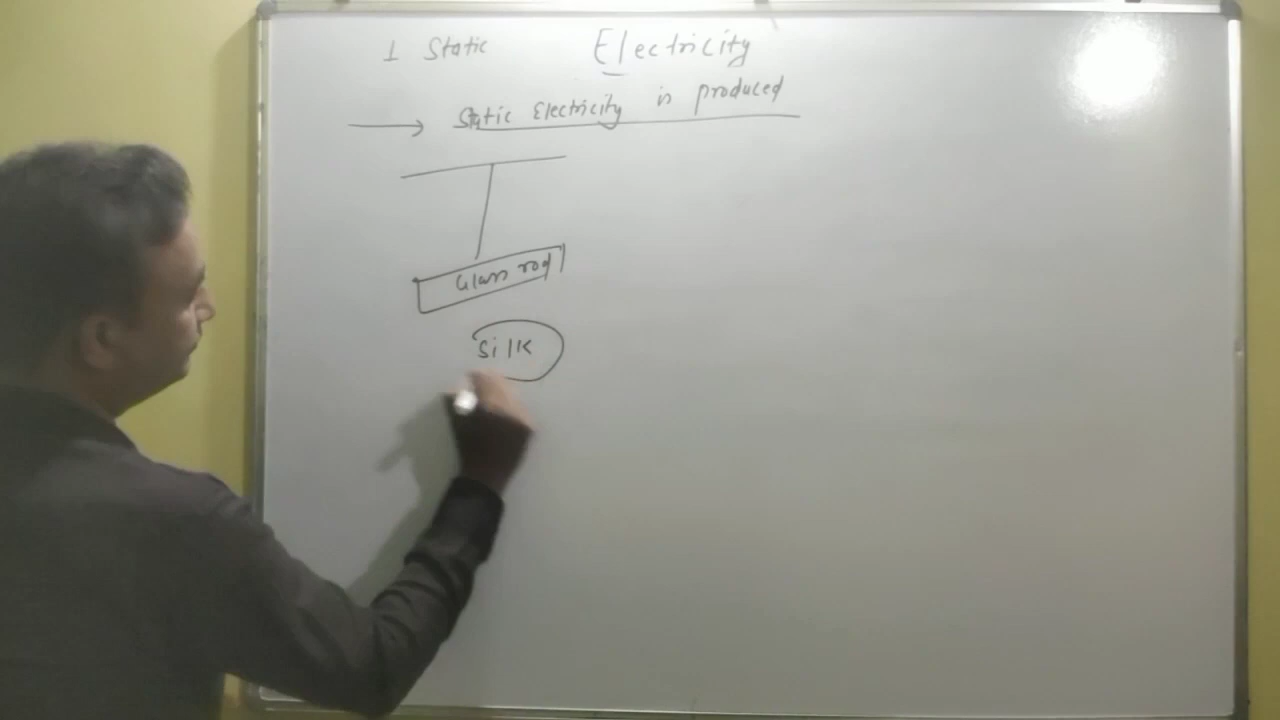 1 Static Electricity
Static Electricity is produced
Glass rod
Silk